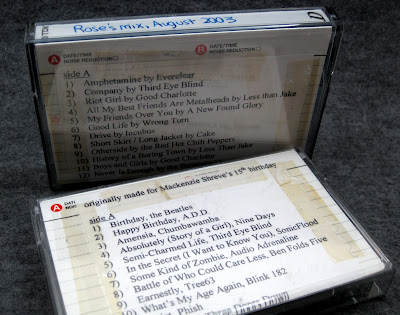 Rose's mix, August 2003
A DATE/TIME
NOISE REDUCTION
B DATE/TIME
NOISE REDUCTION
side A
1) Amphetamine by Everclear
2) Company by Third Eye Blind
3) Riot Girl by Good Charlotte
4) All My Best Friends Are Metalheads by Less than Jake
5) My Friends Over You by A New Found Glory
6) Good Life by Wrong Turn
7) Drive by Incubus
8) Short Skirt / Long Jacket by Cake
9) Otherside by the Red Hot Chili Peppers
10) History of a Boring Town by Less Than Jake
11) Boys and Girls by Good Charlotte
12) Never is Enough by
A DATE
NOIS
originally made for Mackenzie Shreve's 15th birthday
side A
1) Birthday, the Beatles
2) Happy Birthday, A.D.D.
3) Amensia, Chumbawamba
4) Absolutely (Story of a Girl), Nine Days
5) Semi-Charmed Life, Third Eye Blind
6) In the Secret (I Want to Know You), SonicFlood
7) Some Kind of Zombie, Audio Adrenaline
8) Battle of Who Could Care Less, Ben Folds Five
9) Earnestly, Tree63
10) What's My Age Again, Blink 182
Phish